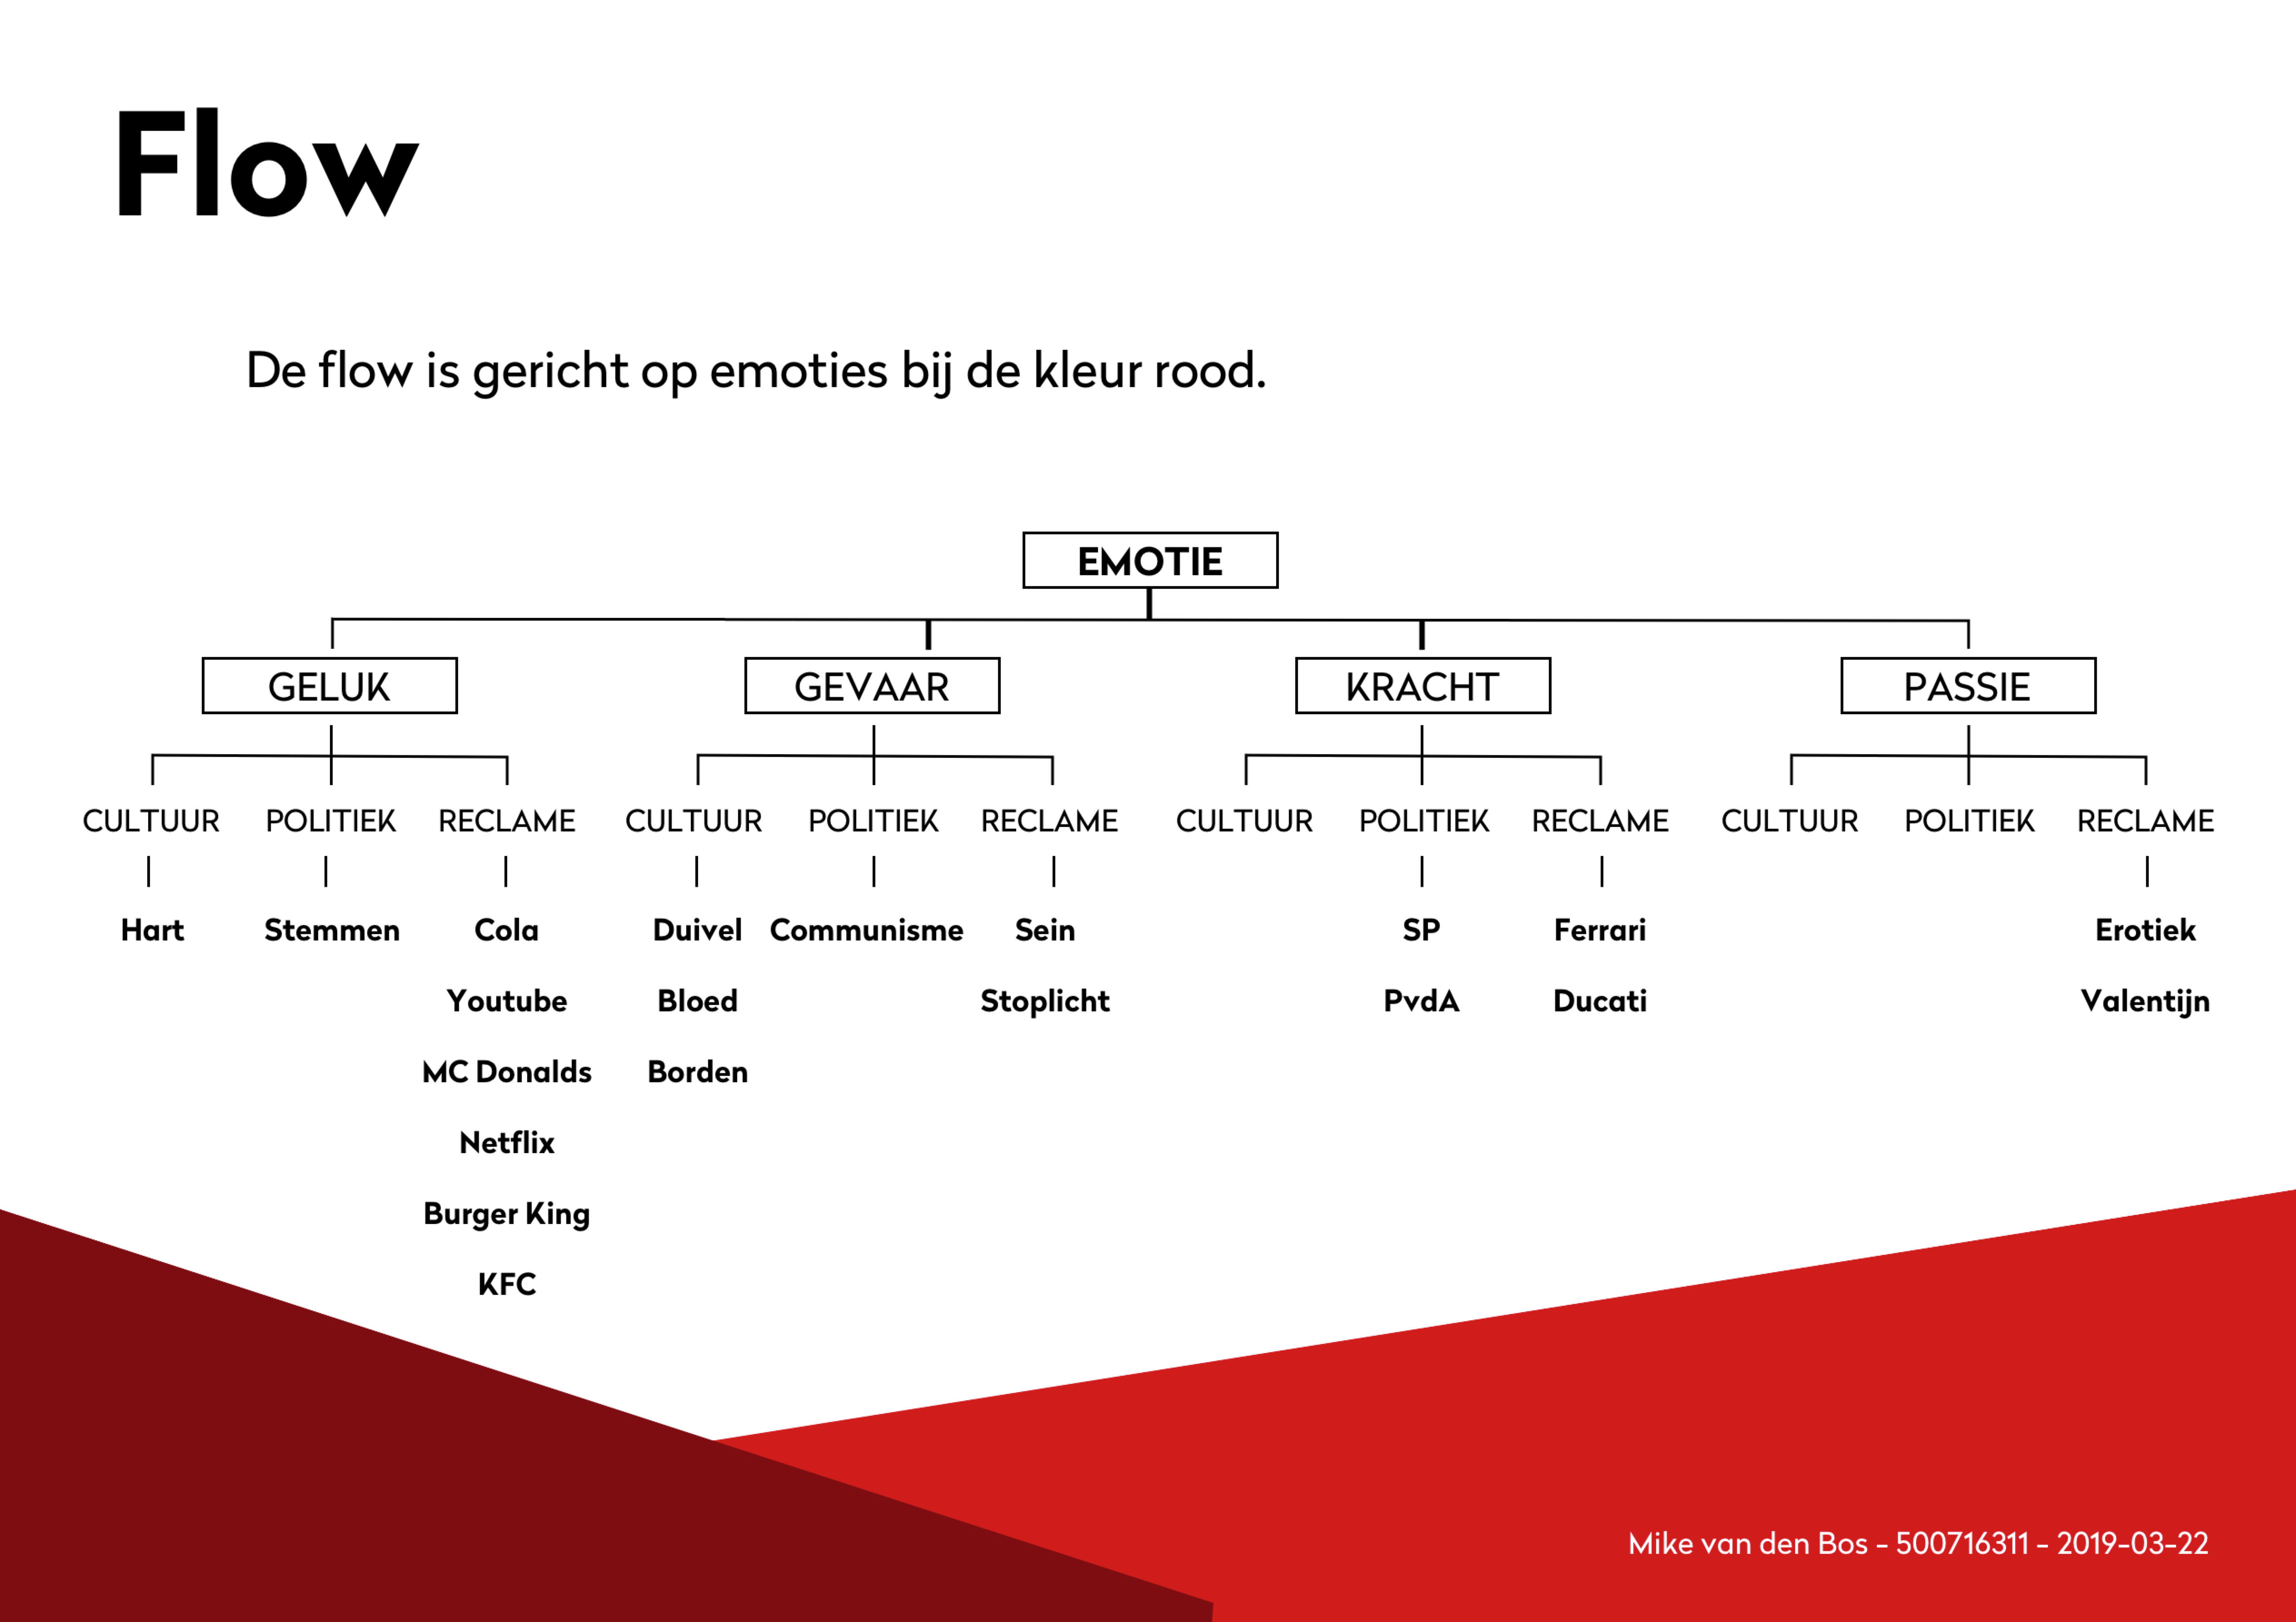 Flow
De flow is gericht op emoties bij de kleur rood.
EMOTIE
GELUK GEVAAR KRACHT PASSIE
CULTUUR POLITIEK RECLAME CULTUUR POLITIEK RECLAME CULTUUR POLITIEK RECLAME CULTUUR POLITIEK RECLAME
Hart Stemmen Cola Duivel Communisme Sein SP Ferrari Erotiek
Youtube Bloed Stoplicht PvdA Ducati Valentijn
MC Donalds Borden
Netflix
Burger King
KFC
Mike van den Bos - 500716311 - 2019-03-22